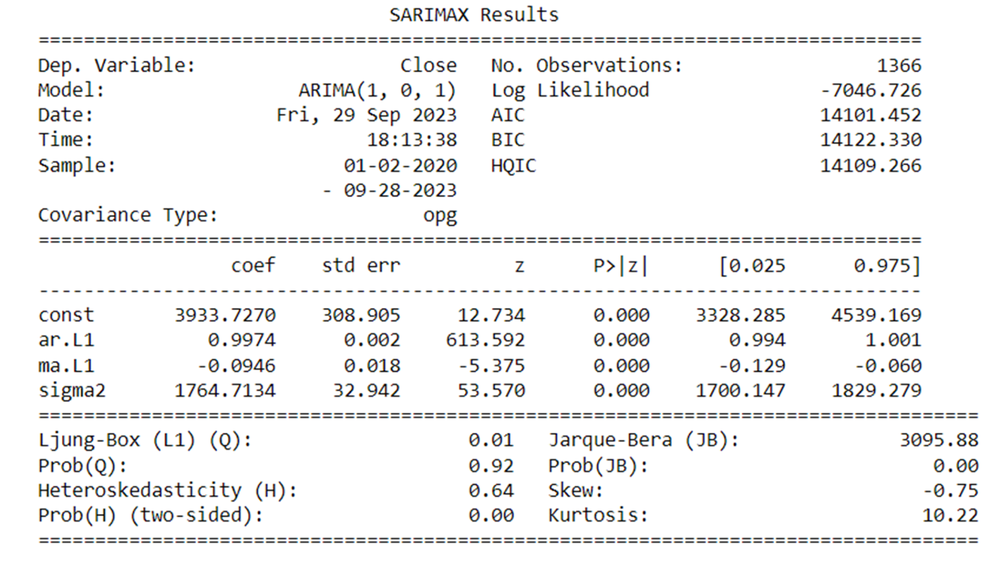 SARIMAX Results
==============================================================================
Dep. Variable: Close No. Observations: 1366
Model: ARIMA(1, 0, 1) Log Likelihood -7046.726
Date: Fri, 29 Sep 2023 AIC 14101.452
Time: 18:13:38 BIC 14122.330
Sample: 01-02-2020 HQIC 14109.266
- 09-28-2023
Covariance Type: opg
==============================================================================
coef std err z P>|z| [0.025 0.975]
------------------------------------------------------------------------------
const 3933.7270 308.905 12.734 0.000 3328.285 4539.169
ar.L1 0.9974 0.002 613.592 0.000 0.994 1.001
ma.L1 -0.0946 0.018 -5.375 0.000 -0.129 -0.060
sigma2 1764.7134 32.942 53.570 0.000 1700.147 1829.279
===================================================================================
Ljung-Box (L1) (Q): 0.01 Jarque-Bera (JB): 3095.88
Prob(Q): 0.92 Prob(JB): 0.00
Heteroskedasticity (H): 0.64 Skew: -0.75
Prob(H) (two-sided): 0.00 Kurtosis: 10.22
===================================================================================